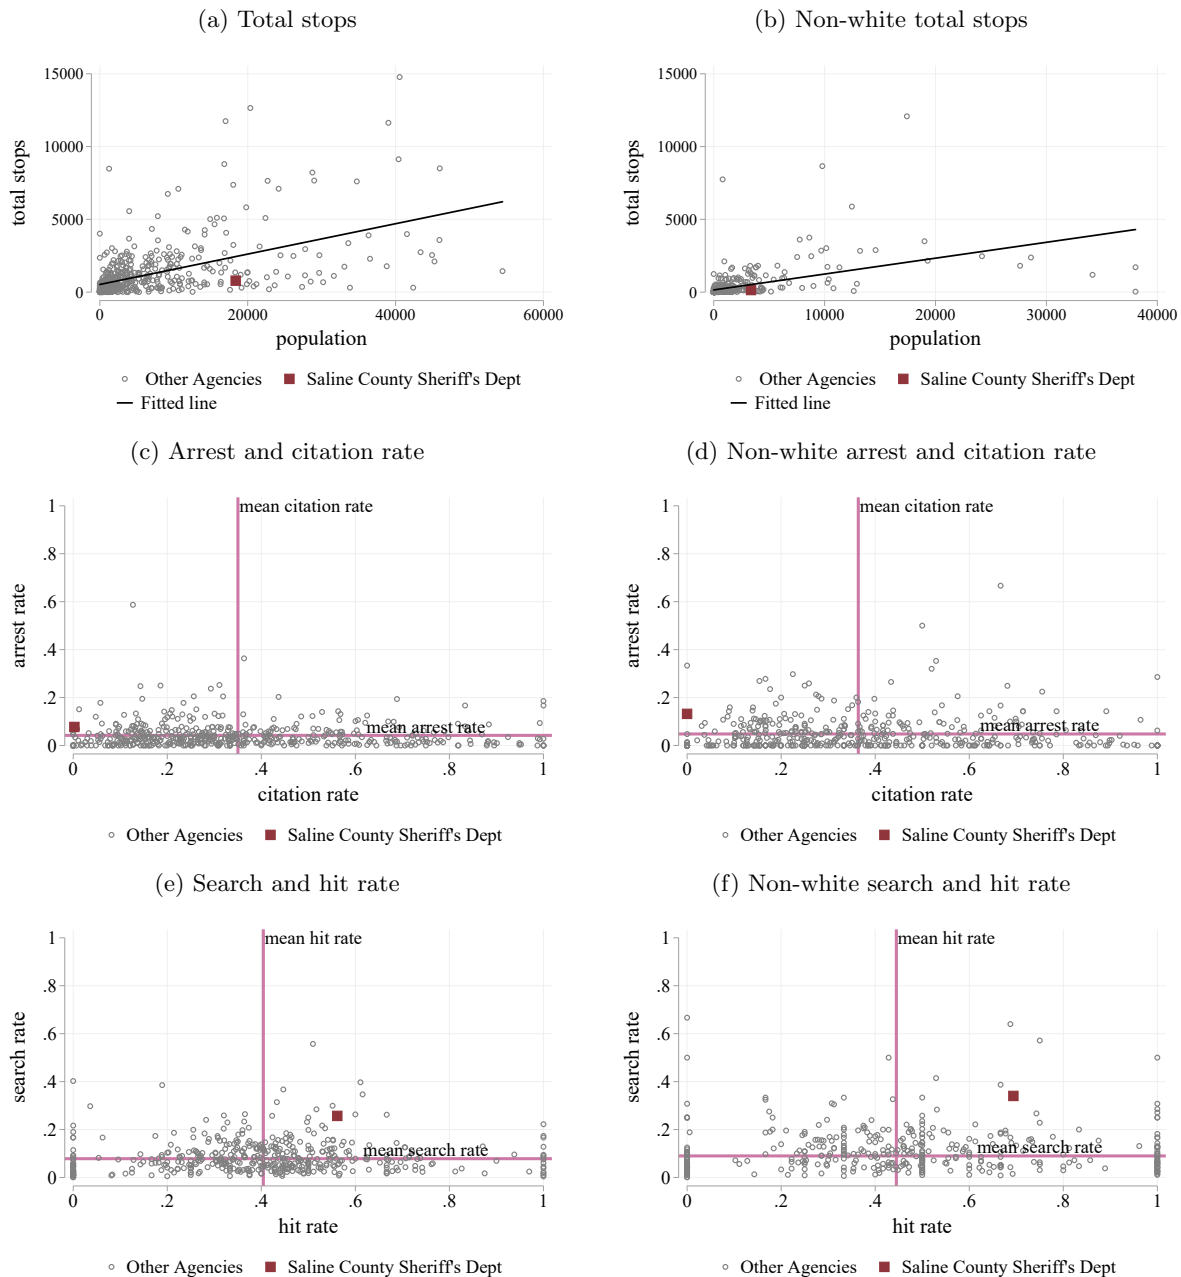 (a) Total stops
15000
10000
5000
0
total stops
0 20000 40000 60000
population
Other Agencies Saline County Sheriff's Dept
Fitted line
(b) Non-white total stops
15000
10000
5000
0
total stops
0 10000 20000 30000 40000
population
Other Agencies Saline County Sheriff's Dept
Fitted line
(c) Arrest and citation rate
mean citation rate
1
.8
.6
.4
.2
0
arrest rate
mean arrest rate
0 .2 .4 .6 .8 1
citation rate
Other Agencies Saline County Sheriff's Dept
(d) Non-white arrest and citation rate
mean citation rate
1
.8
.6
.4
.2
0
arrest rate
mean arrest rate
0 .2 .4 .6 .8 1
citation rate
Other Agencies Saline County Sheriff's Dept
(e) Search and hit rate
mean hit rate
1
.8
.6
.4
.2
0
search rate
mean search rate
0 .2 .4 .6 .8 1
hit rate
Other Agencies Saline County Sheriff's Dept
(f) Non-white search and hit rate
mean hit rate
1
.8
.6
.4
.2
0
search rate
mean search rate
0 .2 .4 .6 .8 1
hit rate
Other Agencies Saline County Sheriff's Dept